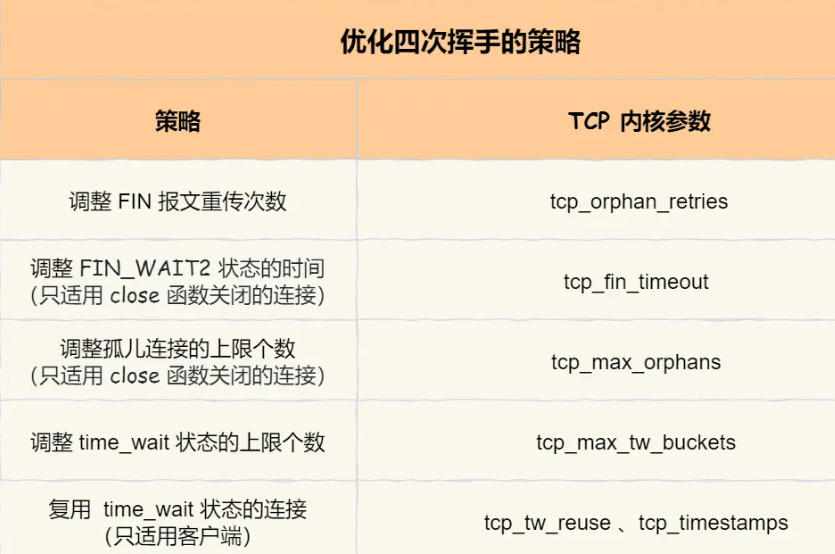 优化四次挥手的策略
策略
TCP 内核参数
调整 FIN 报文重传次数
tcp_orphan_retries
调整 FIN_WAIT2 状态的时间
（只适用 close 函数关闭的连接）
tcp_fin_timeout
调整孤儿连接的上限个数
（只适用 close 函数关闭的连接）
tcp_max_orphans
调整 time_wait 状态的上限个数
tcp_max_tw_buckets
复用 time_wait 状态的连接
（只适用客户端）
tcp_tw_reuse 、tcp_timestamps